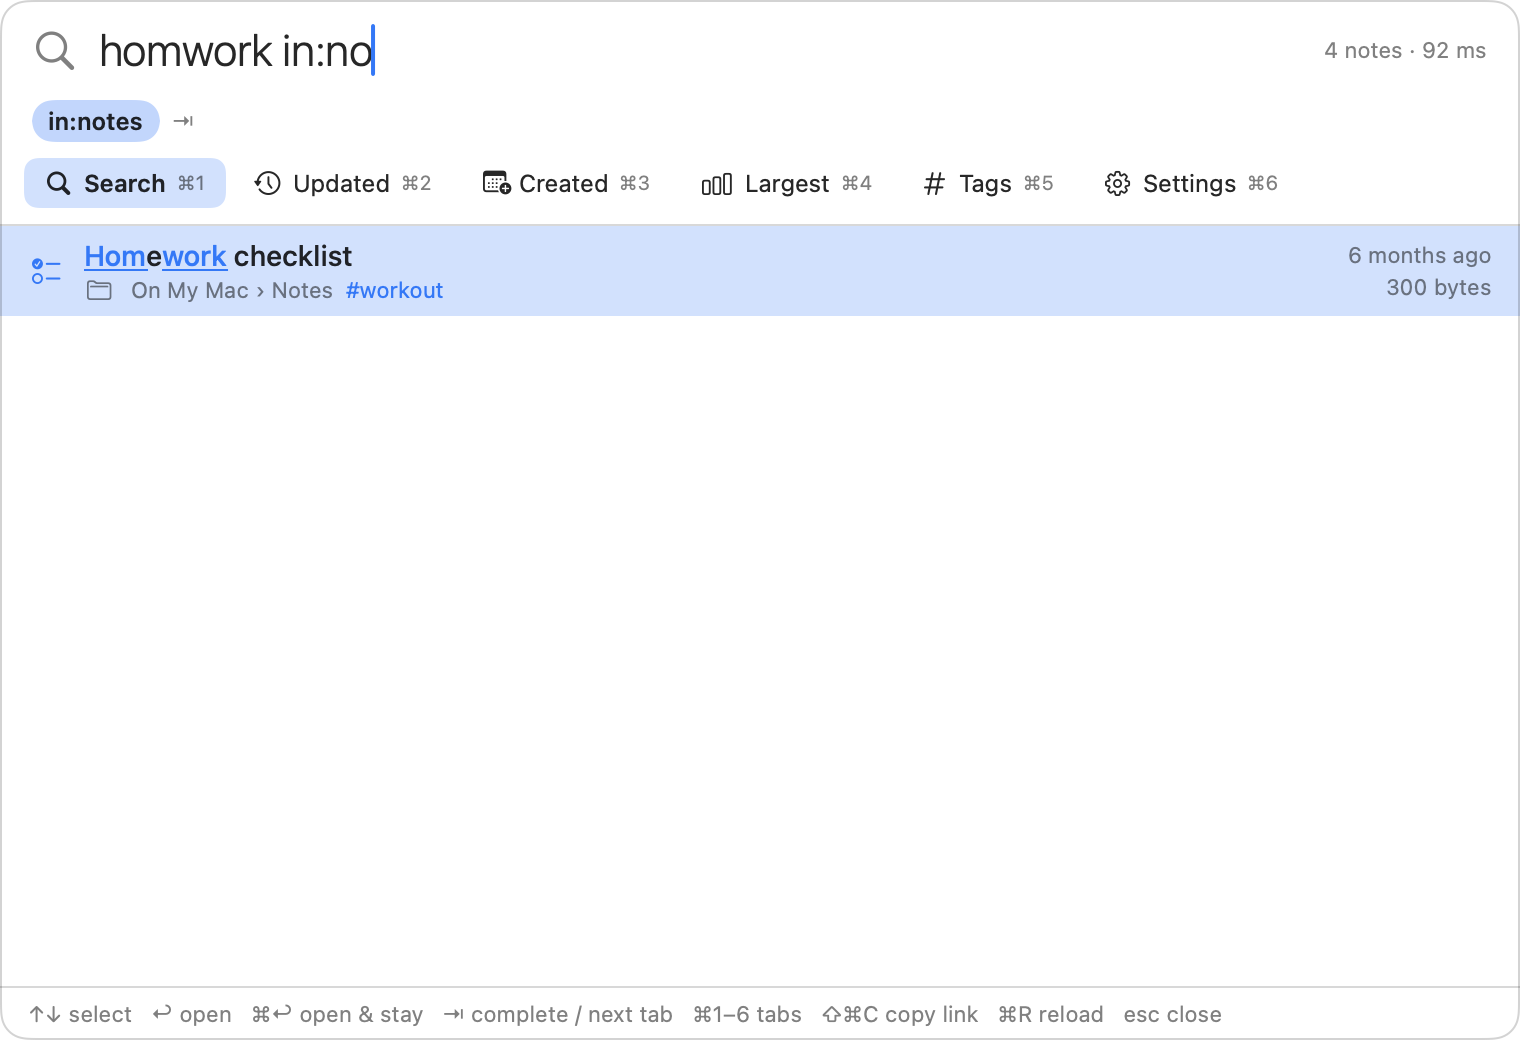 homwork in:no
4 notes · 92 ms
in:notes ⇥
Search ⌘1 Updated ⌘2 Created ⌘3 Largest ⌘4 # Tags ⌘5 Settings ⌘6
Homework checklist
6 months ago
On My Mac › Notes #workout
300 bytes
↑↓ select ↩ open ⌘↩ open & stay ⇥ complete / next tab ⌘1–6 tabs ⇧⌘C copy link ⌘R reload esc close